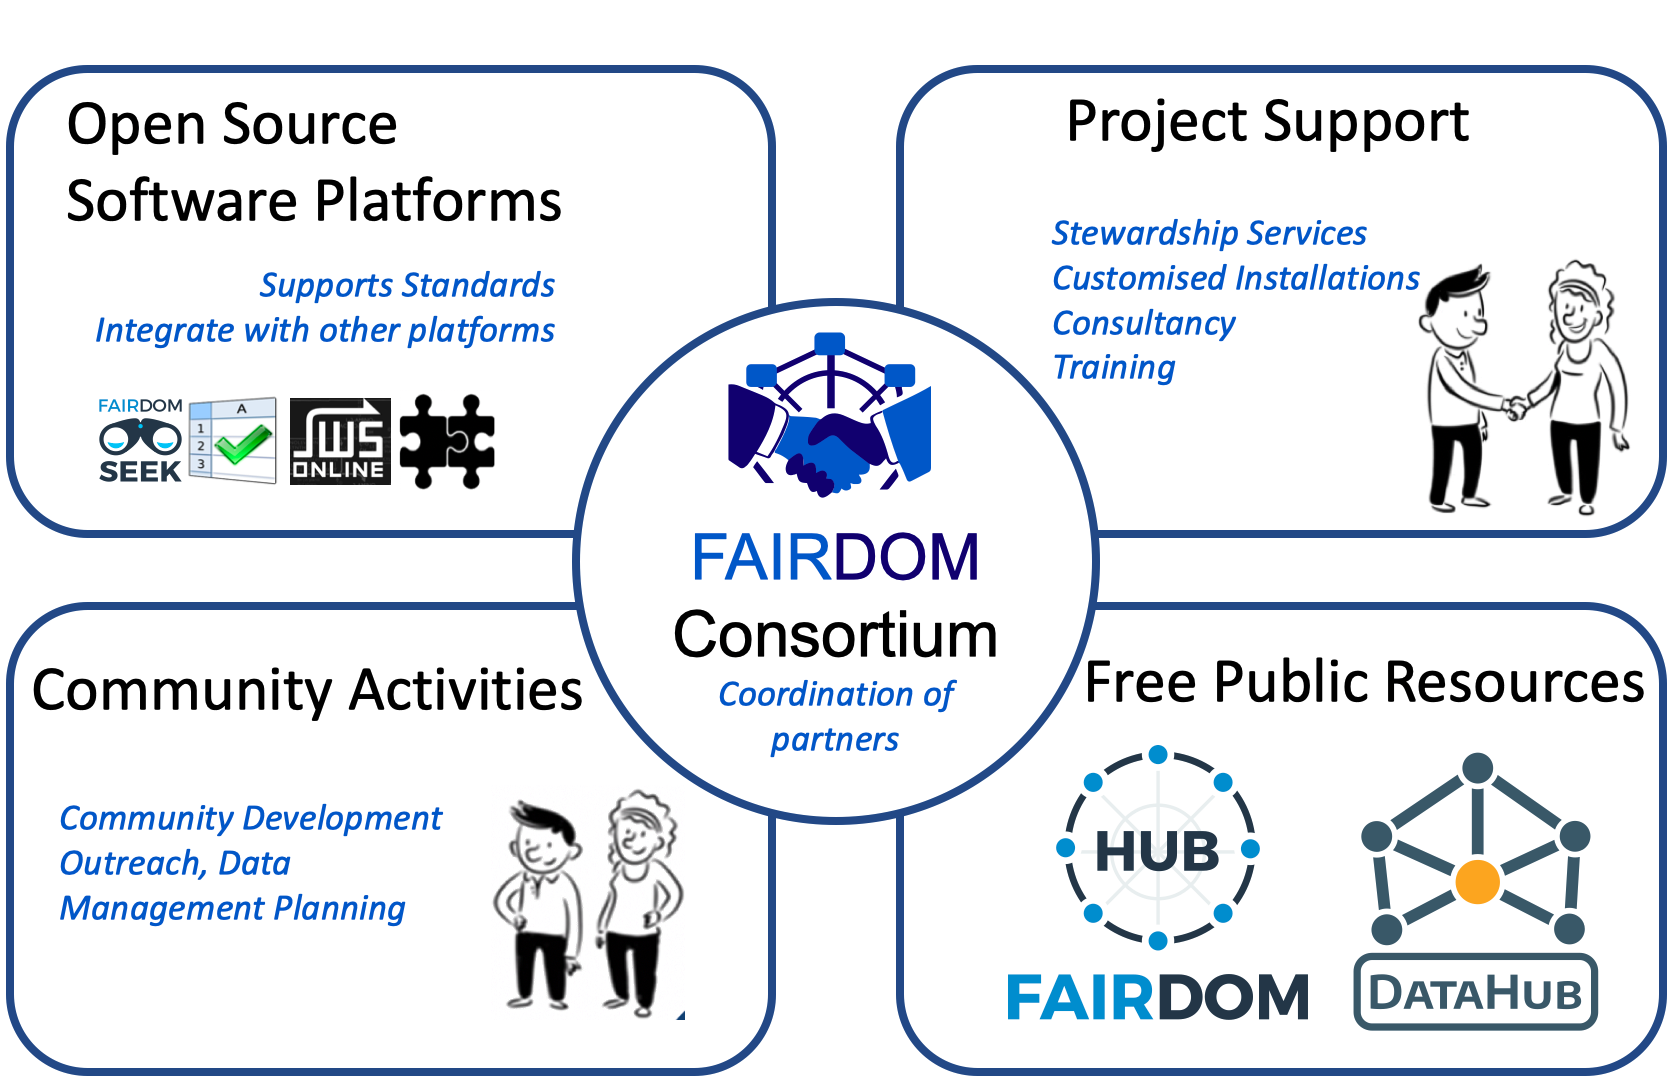 Open Source
Software Platforms
Supports Standards
Integrate with other platforms
FAIRDOM
SEEK
A
1
2
3
JWS
ONLINE
Project Support
Stewardship Services
Customised Installations
Consultancy
Training
FAIRDOM
Consortium
Coordination of
partners
Community Activities
Community Development
Outreach, Data
Management Planning
Free Public Resources
HUB
FAIRDOM
DATAHUB